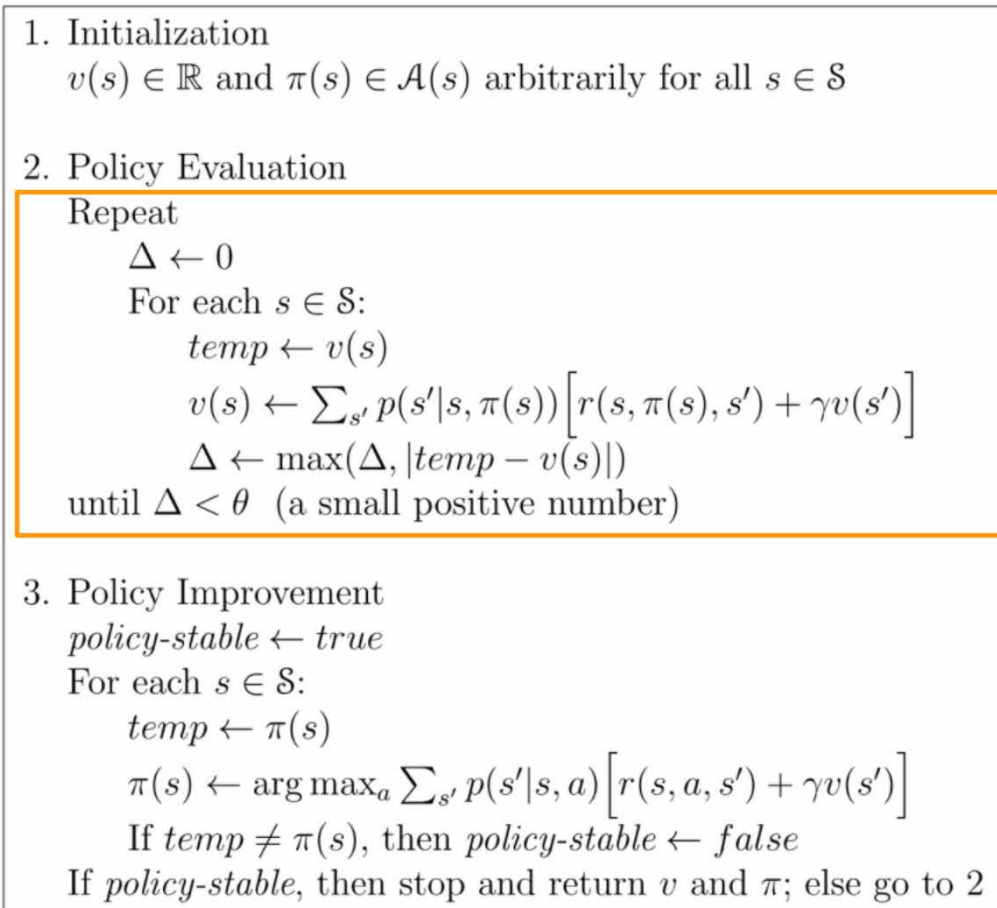 1. Initialization
v(s) ∈ ℝ and π(s) ∈ 𝒜(s) arbitrarily for all s ∈ 𝒮
2. Policy Evaluation
Repeat
Δ ← 0
For each s ∈ 𝒮:
temp ← v(s)
v(s) ← ∑_{s′} p(s′|s, π(s)) [r(s, π(s), s′) + γv(s′)]
Δ ← max(Δ, |temp − v(s)|)
until Δ < θ (a small positive number)
3. Policy Improvement
policy-stable ← true
For each s ∈ 𝒮:
temp ← π(s)
π(s) ← arg max_a ∑_{s′} p(s′|s, a) [r(s, a, s′) + γv(s′)]
If temp ≠ π(s), then policy-stable ← false
If policy-stable, then stop and return v and π; else go to 2